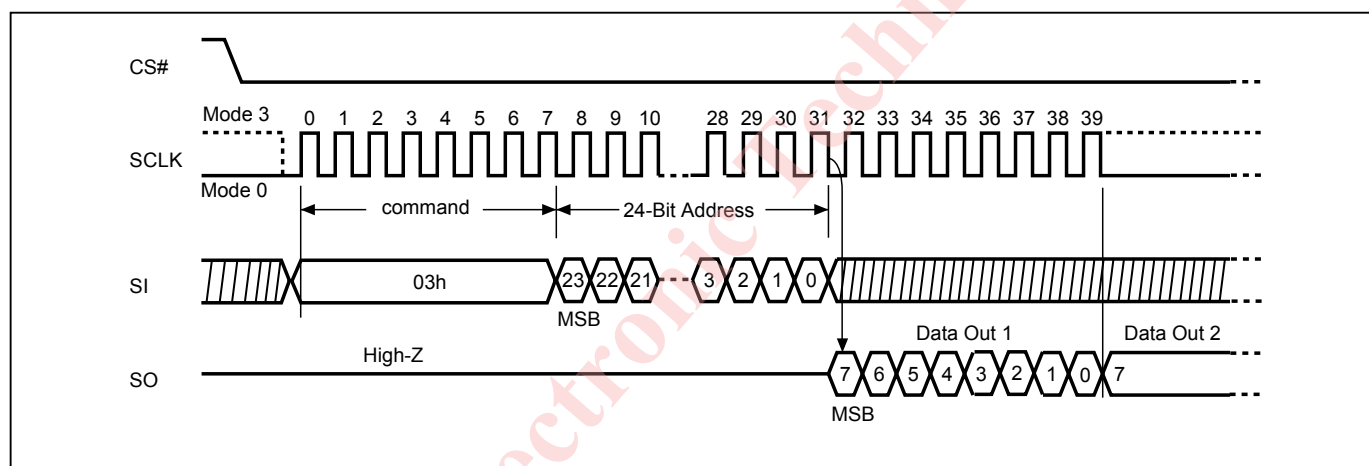 CS#
Mode 3
0 1 2 3 4 5 6 7 8 9 10 28 29 30 31 32 33 34 35 36 37 38 39
SCLK
Mode 0
command
24-Bit Address
SI
03h
23 22 21 3 2 1 0
MSB
Data Out 1
Data Out 2
High-Z
SO
7 6 5 4 3 2 1 0 7
MSB